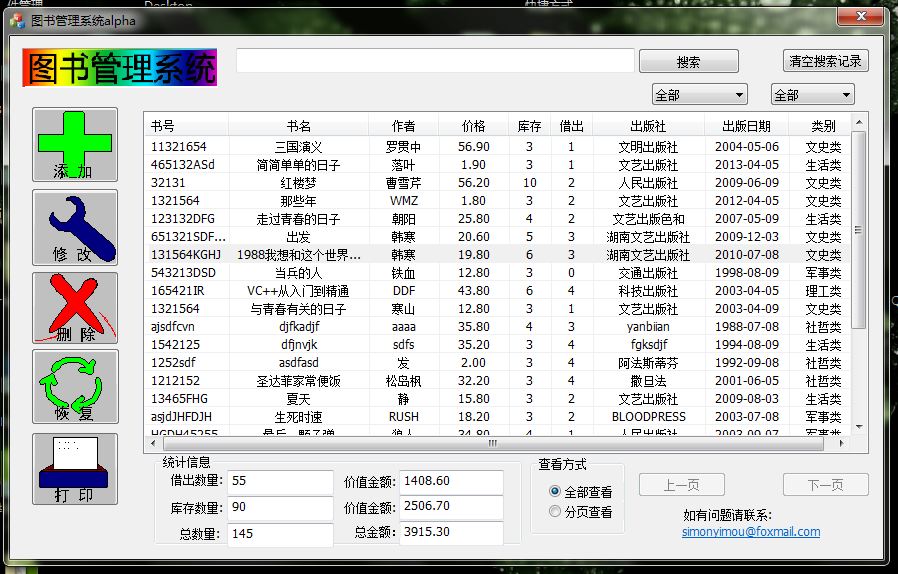 图书管理系统alpha
图书管理系统
搜索
清空搜索记录
全部
全部
添加
修改
删除
恢复
打印
书号 书名 作者 价格 库存 借出 出版社 出版日期 类别
11321654 三国演义 罗贯中 56.90 3 1 文明出版社 2004-05-06 文史类
465132ASd 简简单单的日子 落叶 1.90 3 1 文艺出版社 2013-04-05 生活类
32131 红楼梦 曹雪芹 56.20 10 2 人民出版社 2009-06-09 文史类
1321564 那些年 WMZ 1.80 3 2 文艺出版社 2012-04-05 文史类
123132DFG 走过青春的日子 朝阳 25.80 4 2 文艺出版色和 2007-05-09 生活类
651321SDF... 出发 韩寒 20.60 5 3 湖南文艺出版社 2009-12-03 文史类
131564KGHJ 1988我想和这个世界... 韩寒 19.80 6 3 湖南文艺出版社 2010-07-08 文史类
543213DSD 当兵的人 铁血 12.80 3 0 交通出版社 1998-08-09 军事类
165421IR VC++从入门到精通 DDF 43.80 6 4 科技出版社 2003-04-05 理工类
1321564 与青春有关的日子 寒山 12.80 3 1 文艺出版社 2003-04-09 文史类
ajsdfcvn djfkadjf aaaa 35.80 4 3 yanbiian 1988-07-08 社哲类
1542125 dfjnvjk sdfs 35.20 3 4 fgksdjf 1994-08-09 生活类
1252sdf asdfasd 发 2.00 3 4 阿法斯蒂芬 1992-09-08 社哲类
1212152 圣达菲家常便饭 松岛枫 32.20 3 4 撒旦法 2001-06-05 社哲类
13465FHG 夏天 静 15.80 3 2 文艺出版社 2009-08-03 生活类
asjdJHFDJH 生死时速 RUSH 18.20 3 2 BLOODPRESS 2003-07-08 军事类
HGDH45255 34.80 4 1 人民出版社 2003-09-07 军事类
统计信息
借出数量: 55 价值金额: 1408.60
库存数量: 90 价值金额: 2506.70
总数量: 145 总金额: 3915.30
查看方式
全部查看
分页查看
上一页
下一页
如有问题请联系:
simonyimou@foxmail.com